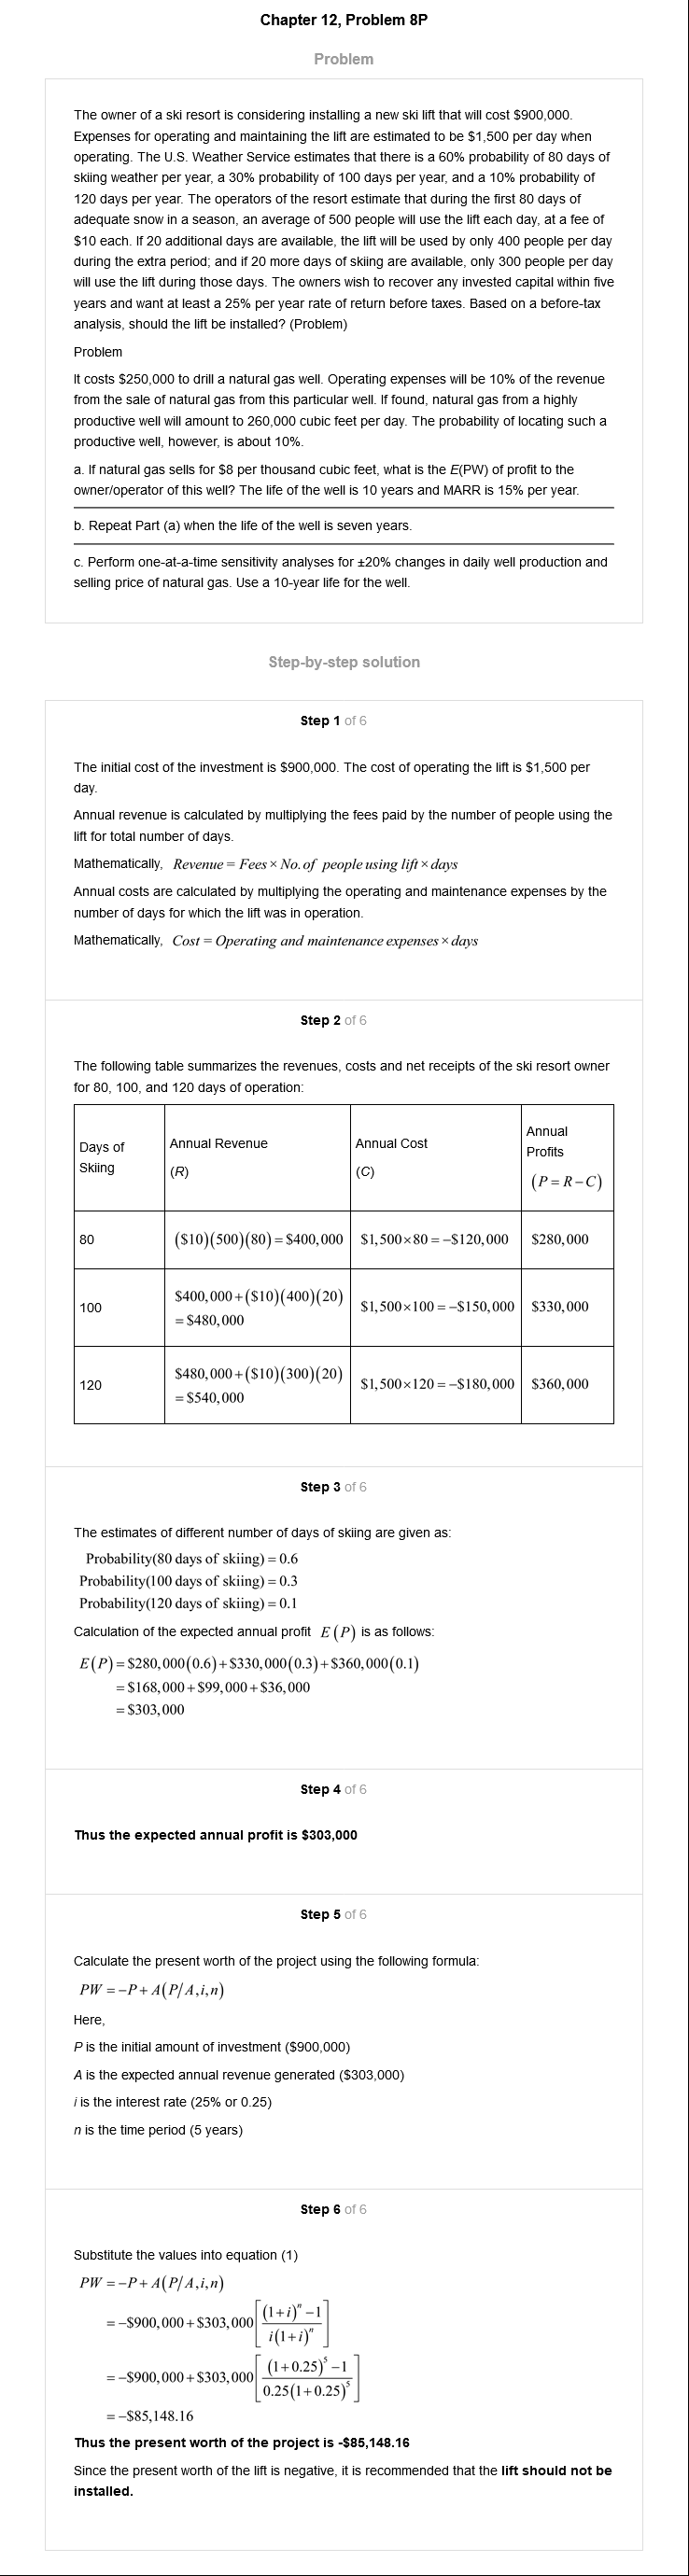 Chapter 12, Problem 8P
Problem
The owner of a ski resort is considering installing a new ski lift that will cost $900,000.
Expenses for operating and maintaining the lift are estimated to be $1,500 per day when
operating. The U.S. Weather Service estimates that there is a 60% probability of 80 days of
skiing weather per year, a 30% probability of 100 days per year, and a 10% probability of
120 days per year. The operators of the resort estimate that during the first 80 days of
adequate snow in a season, an average of 500 people will use the lift each day, at a fee of
$10 each. If 20 additional days are available, the lift will be used by only 400 people per day
during the extra period; and if 20 more days of skiing are available, only 300 people per day
will use the lift during those days. The owners wish to recover any invested capital within five
years and want at least a 25% per year rate of return before taxes. Based on a before-tax
analysis, should the lift be installed? (Problem)
Problem
It costs $250,000 to drill a natural gas well. Operating expenses will be 10% of the revenue
from the sale of natural gas from this particular well. If found, natural gas from a highly
productive well will amount to 260,000 cubic feet per day. The probability of locating such a
productive well, however, is about 10%.
a. If natural gas sells for $8 per thousand cubic feet, what is the E(PW) of profit to the
owner/operator of this well? The life of the well is 10 years and MARR is 15% per year.
b. Repeat Part (a) when the life of the well is seven years.
c. Perform one-at-a-time sensitivity analyses for ±20% changes in daily well production and
selling price of natural gas. Use a 10-year life for the well.
Step-by-step solution
Step 1 of 6
The initial cost of the investment is $900,000. The cost of operating the lift is $1,500 per
day.
Annual revenue is calculated by multiplying the fees paid by the number of people using the
lift for total number of days.
Mathematically, Revenue = Fees × No. of people using lift × days
Annual costs are calculated by multiplying the operating and maintenance expenses by the
number of days for which the lift was in operation.
Mathematically, Cost = Operating and maintenance expenses × days
Step 2 of 6
The following table summarizes the revenues, costs and net receipts of the ski resort owner
for 80, 100, and 120 days of operation:
Days of Skiing | Annual Revenue (R) | Annual Cost (C) | Annual Profits (P = R − C)
80 | ($10)(500)(80) = $400,000 | $1,500×80 = −$120,000 | $280,000
100 | $400,000 + ($10)(400)(20) = $480,000 | $1,500×100 = −$150,000 | $330,000
120 | $480,000 + ($10)(300)(20) = $540,000 | $1,500×120 = −$180,000 | $360,000
Step 3 of 6
The estimates of different number of days of skiing are given as:
Probability(80 days of skiing) = 0.6
Probability(100 days of skiing) = 0.3
Probability(120 days of skiing) = 0.1
Calculation of the expected annual profit E(P) is as follows:
E(P) = $280,000(0.6) + $330,000(0.3) + $360,000(0.1)
= $168,000 + $99,000 + $36,000
= $303,000
Step 4 of 6
Thus the expected annual profit is $303,000
Step 5 of 6
Calculate the present worth of the project using the following formula:
PW = −P + A(P/A,i,n)
Here,
P is the initial amount of investment ($900,000)
A is the expected annual revenue generated ($303,000)
i is the interest rate (25% or 0.25)
n is the time period (5 years)
Step 6 of 6
Substitute the values into equation (1)
PW = −P + A(P/A,i,n)
= −$900,000 + $303,000[((1+i)^n − 1)/(i(1+i)^n)]
= −$900,000 + $303,000[((1+0.25)^5 − 1)/(0.25(1+0.25)^5)]
= −$85,148.16
Thus the present worth of the project is -$85,148.16
Since the present worth of the lift is negative, it is recommended that the lift should not be
installed.